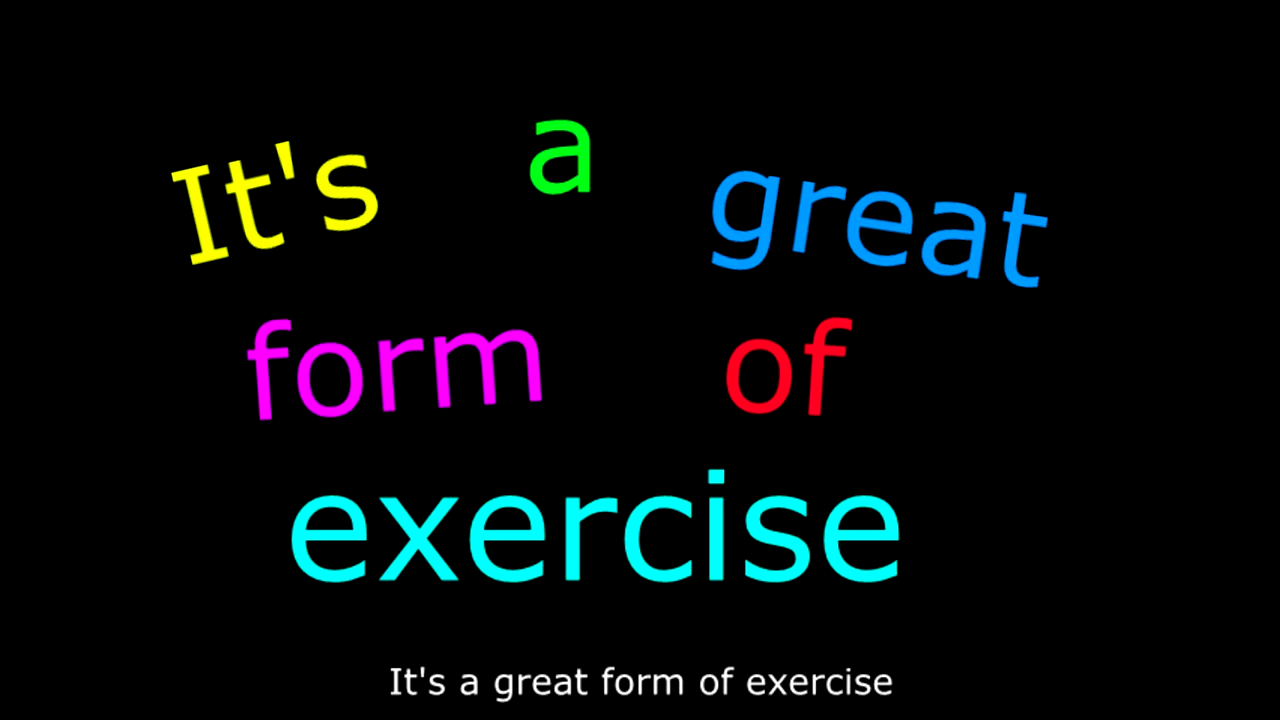 It's a great
form of
exercise
It's a great form of exercise